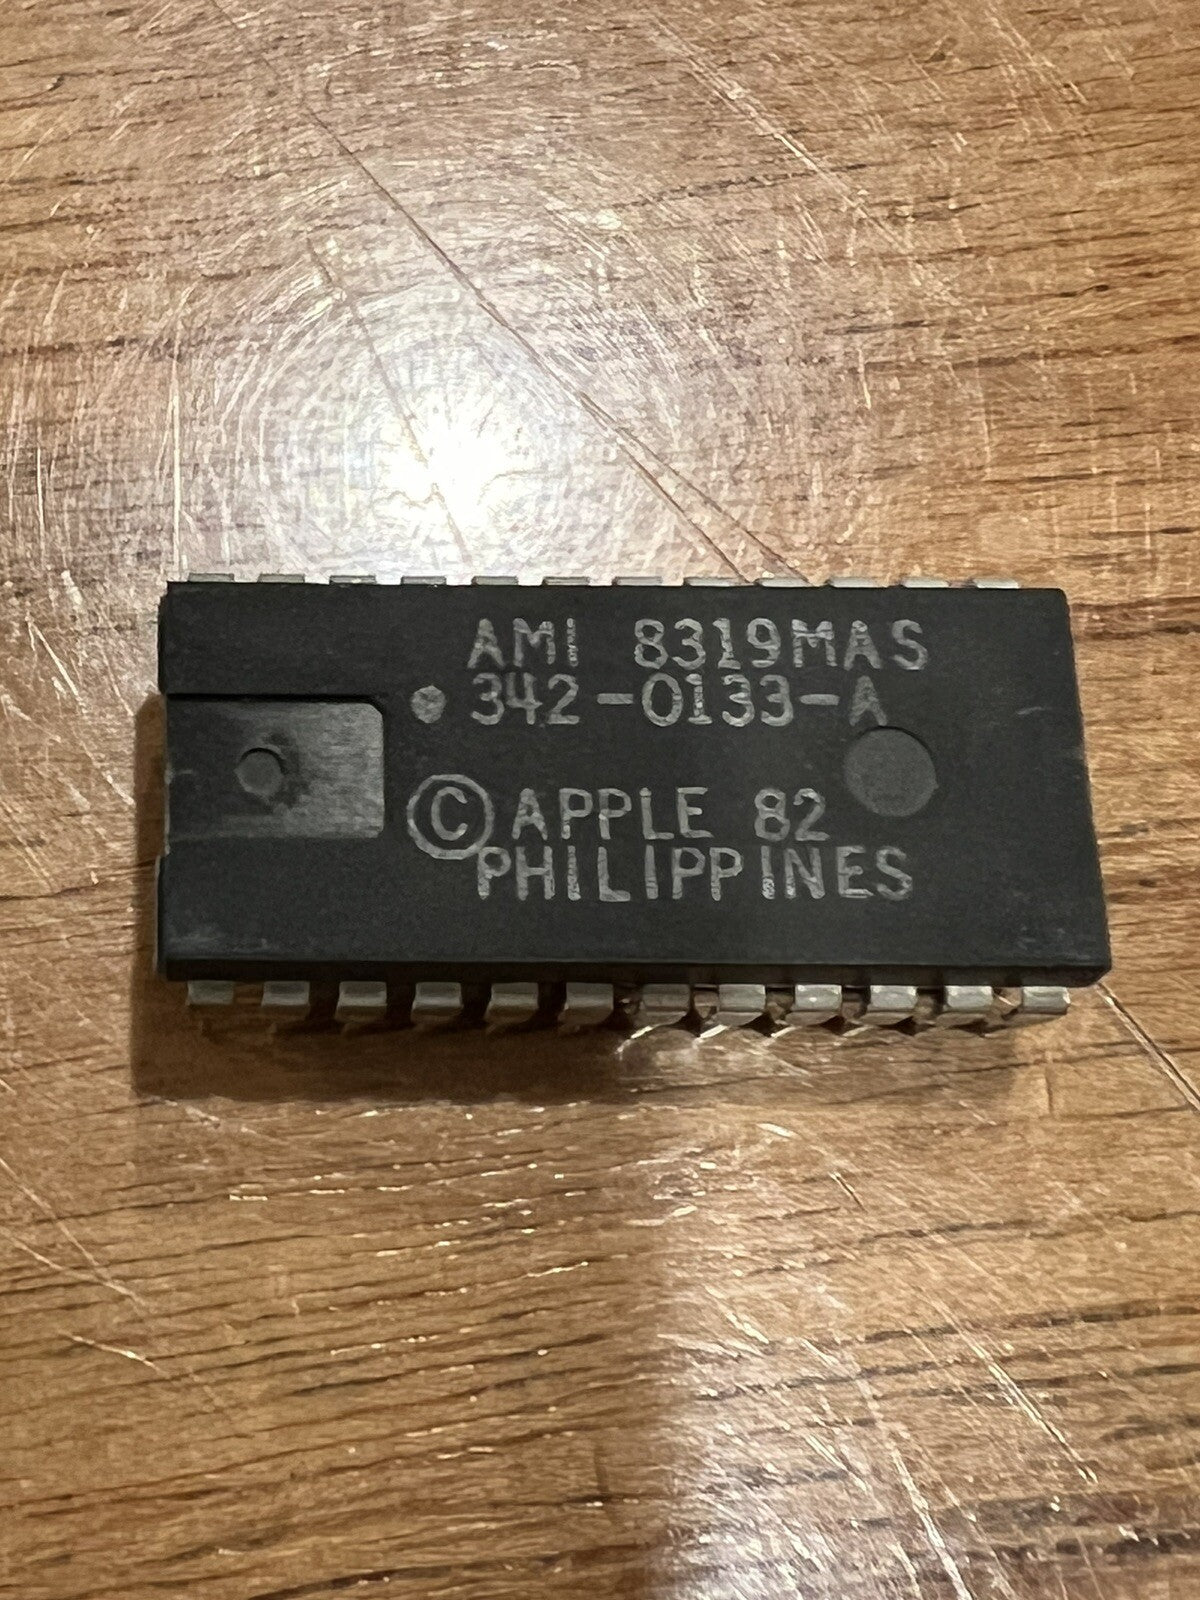 AMI 8319MAS
342-0133-A
© APPLE 82
PHILIPPINES